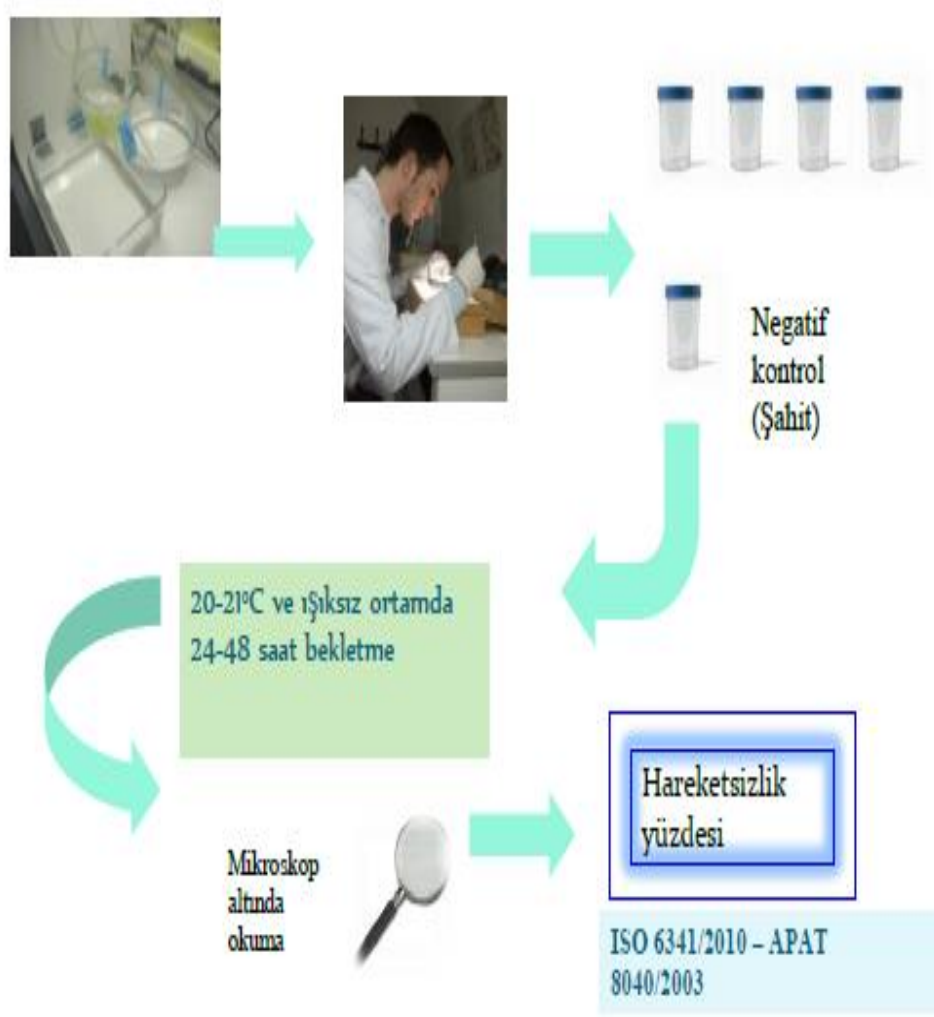 Negatif
kontrol
(Şahit)
20-21ºC ve ışıksız ortamda
24-48 saat bekletme
Mikroskop
altında
okuma
Hareketsizlik
yüzdesi
ISO 6341/2010 – APAT
8040/2003